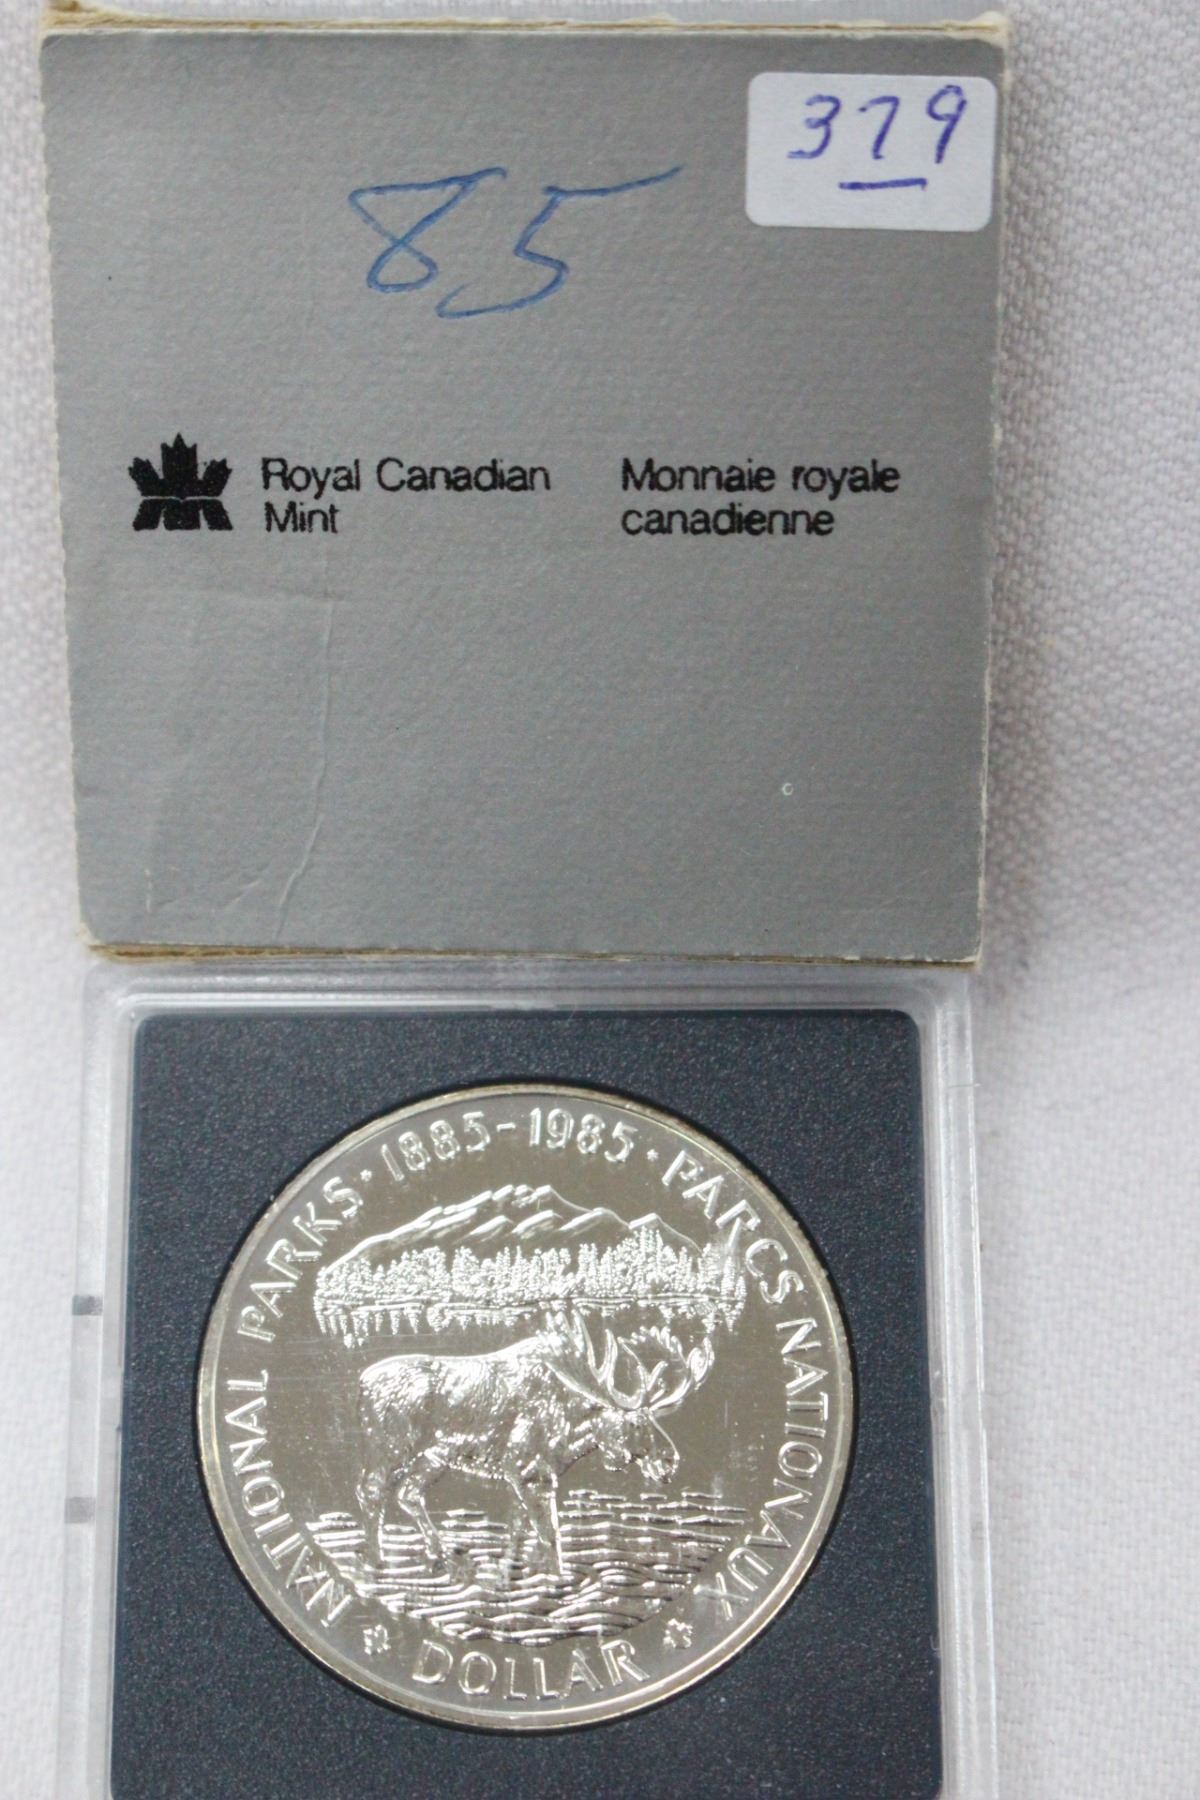 379
85
Royal Canadian
Mint
Monnaie royale
canadienne
NATIONAL PARKS · 1885-1985 · PARCS NATIONAUX
DOLLAR